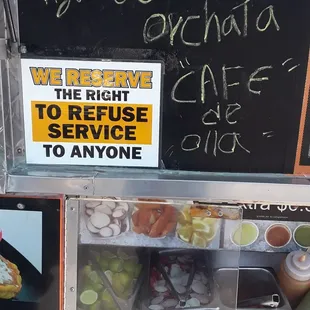 orchata
"CAFE"
de
olla"
WE RESERVE
THE RIGHT
TO REFUSE
SERVICE
TO ANYONE